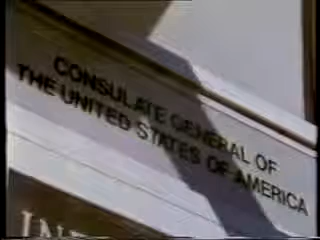 CONSULATE GENERAL OF
THE UNITED STATES OF AMERICA